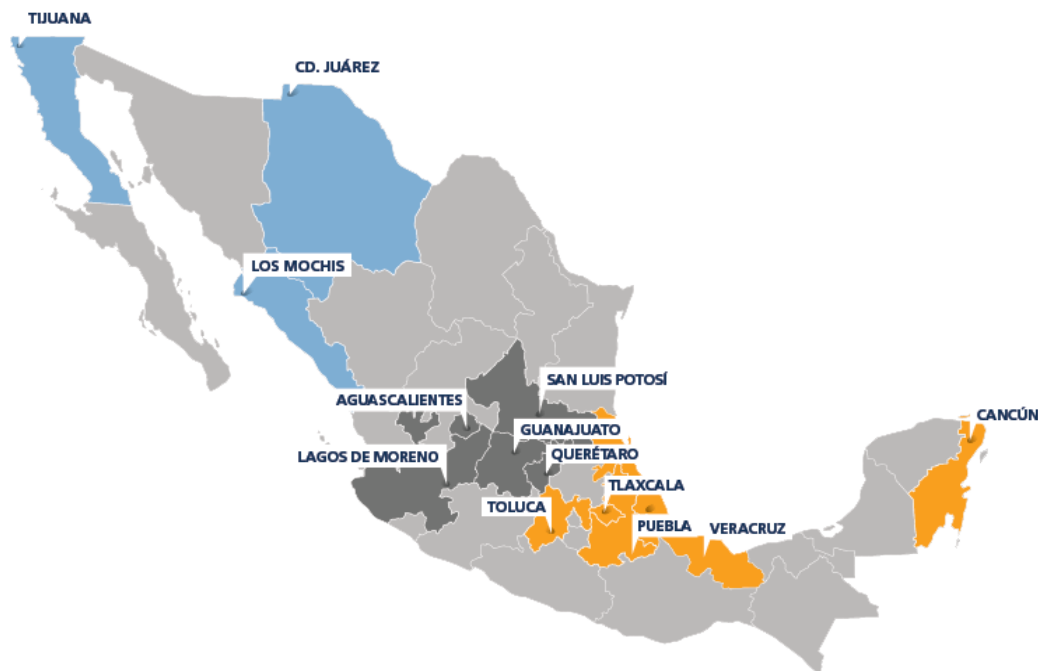 TIJUANA
CD. JUÁREZ
LOS MOCHIS
SAN LUIS POTOSÍ
AGUASCALIENTES
CANCÚN
GUANAJUATO
LAGOS DE MORENO
QUERÉTARO
TLAXCALA
TOLUCA
PUEBLA
VERACRUZ